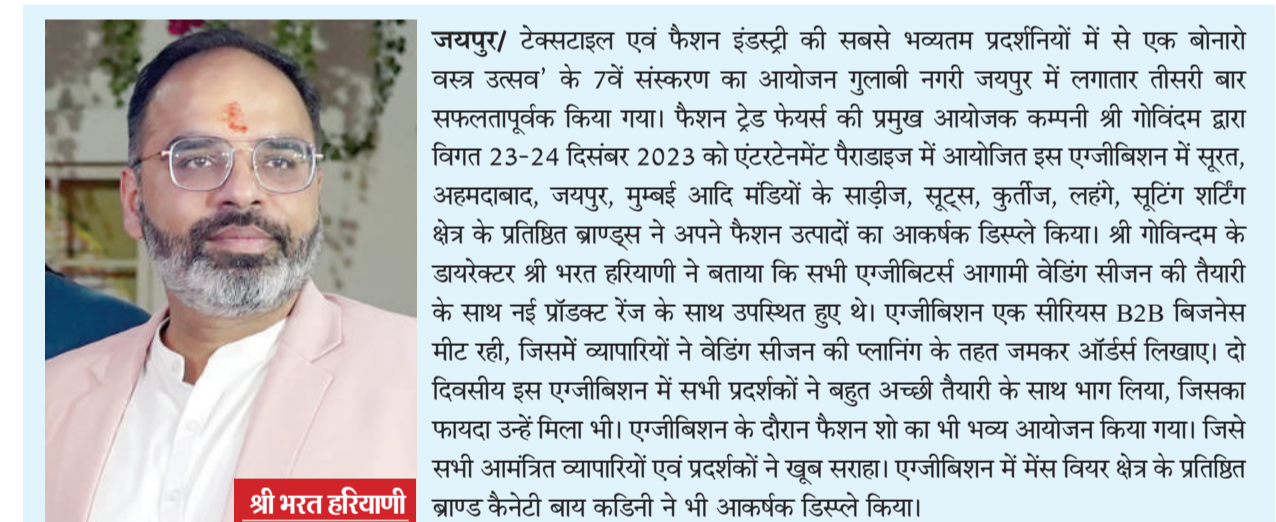 जयपुर/ टेक्सटाइल एवं फैशन इंडस्ट्री की सबसे भव्यतम प्रदर्शनियों में से एक बोनारो
वस्त्र उत्सव’ के 7वें संस्करण का आयोजन गुलाबी नगरी जयपुर में लगातार तीसरी बार
सफलतापूर्वक किया गया। फैशन ट्रेड फेयर्स की प्रमुख आयोजक कम्पनी श्री गोविंदम द्वारा
विगत 23-24 दिसंबर 2023 को एंटरटेनमेंट पैराडाइज में आयोजित इस एग्जीबिशन में सूरत,
अहमदाबाद, जयपुर, मुम्बई आदि मंडियों के साड़ीज, सूट्स, कुर्तीज, लहंगे, सूटिंग शर्टिंग
क्षेत्र के प्रतिष्ठित ब्राण्ड्स ने अपने फैशन उत्पादों का आकर्षक डिस्प्ले किया। श्री गोविन्दम के
डायरेक्टर श्री भरत हरियाणी ने बताया कि सभी एग्जीबिटर्स आगामी वेडिंग सीजन की तैयारी
के साथ नई प्रॉडक्ट रेंज के साथ उपस्थित हुए थे। एग्जीबिशन एक सीरियस B2B बिजनेस
मीट रही, जिसमें व्यापारियों ने वेडिंग सीजन की प्लानिंग के तहत जमकर ऑर्डर्स लिखाए। दो
दिवसीय इस एग्जीबिशन में सभी प्रदर्शकों ने बहुत अच्छी तैयारी के साथ भाग लिया, जिसका
फायदा उन्हें मिला भी। एग्जीबिशन के दौरान फैशन शो का भी भव्य आयोजन किया गया। जिसे
सभी आमंत्रित व्यापारियों एवं प्रदर्शकों ने खूब सराहा। एग्जीबिशन में मेंस वियर क्षेत्र के प्रतिष्ठित
ब्राण्ड कैनेटी बाय कडिनी ने भी आकर्षक डिस्प्ले किया।
श्री भरत हरियाणी